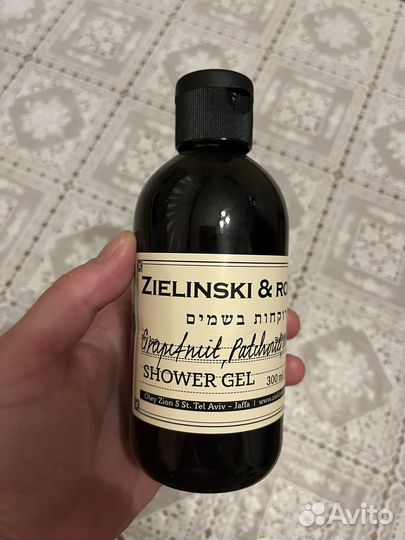 ZIELINSKI & RO
רוקחות בשמים
Grapefruit, Patchouli
SHOWER GEL 300 ml
Oley Zion 5 St. Tel Aviv – Jaffa | www.zieli
Avito